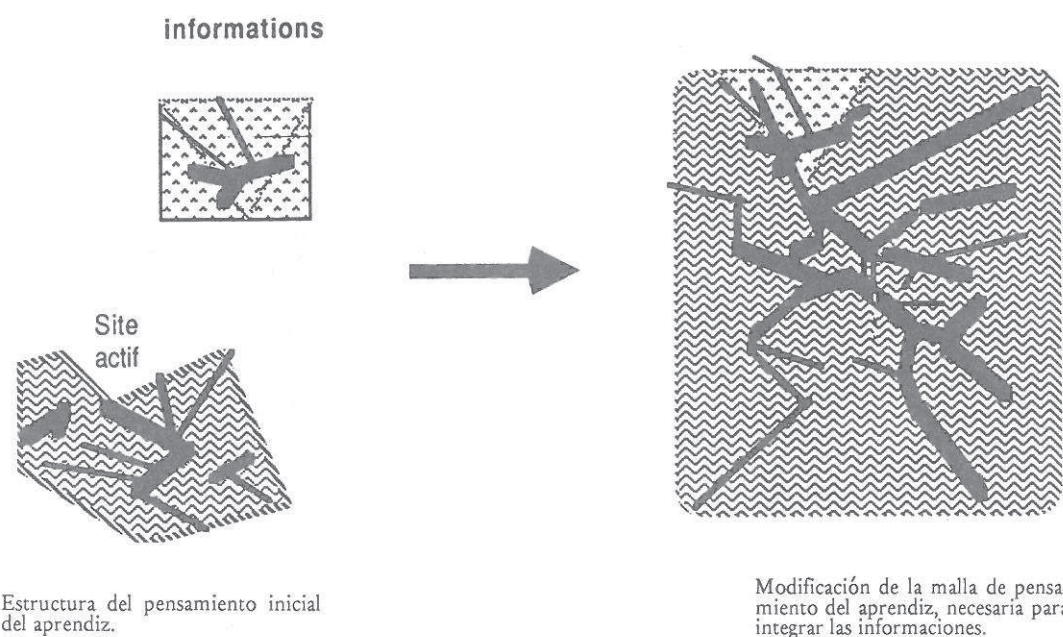 informations
Site
actif
Estructura del pensamiento inicial
del aprendiz.
Modificación de la malla de pensa-
miento del aprendiz, necesaria para
integrar las informaciones.